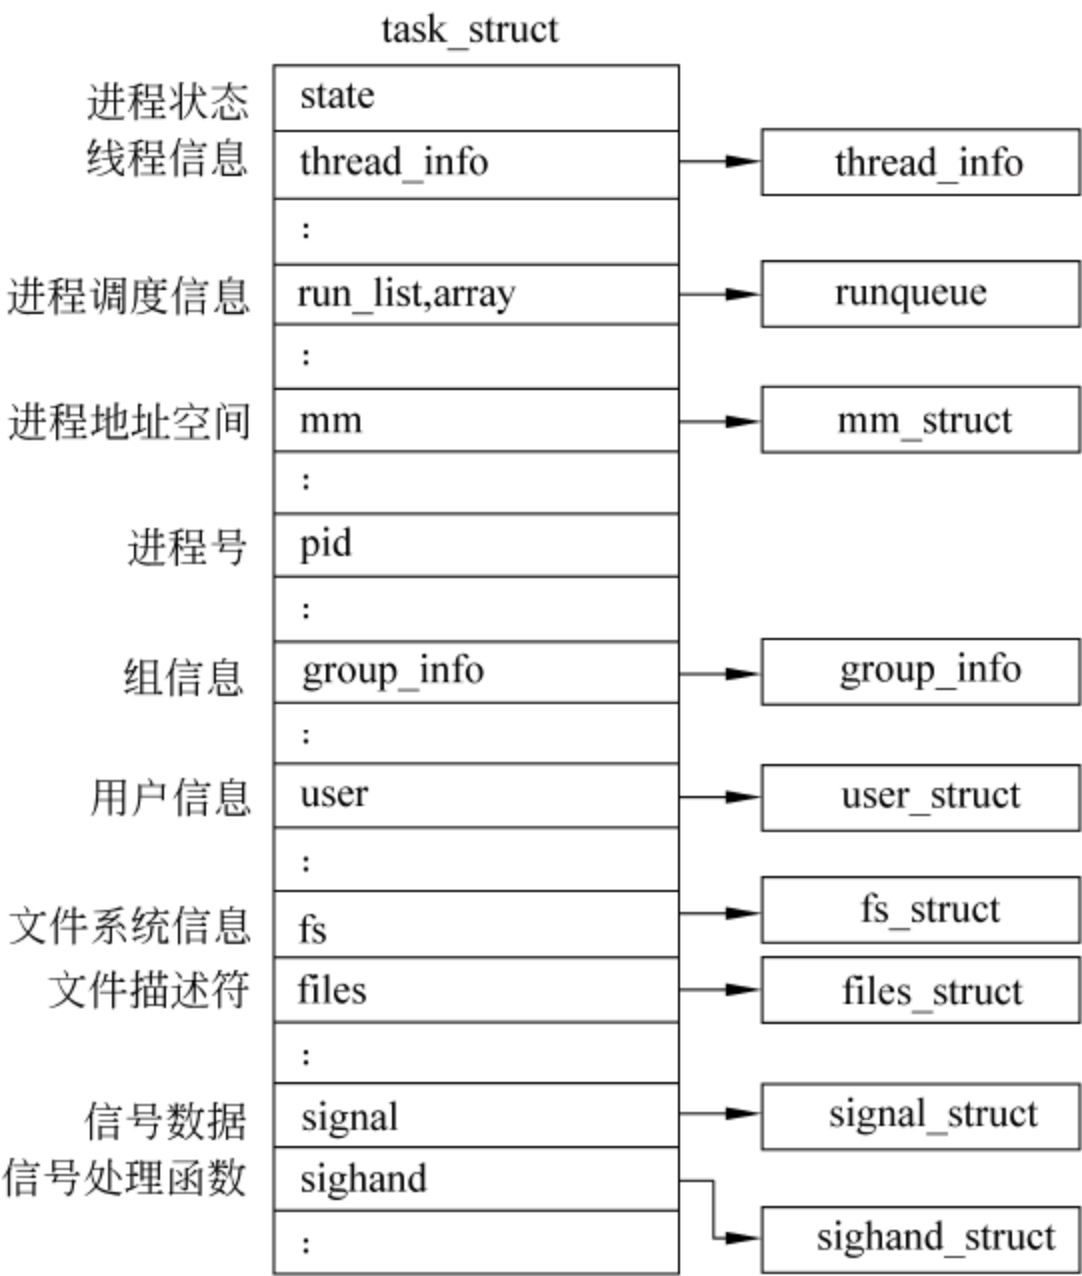 task_struct
进程状态 state
线程信息 thread_info thread_info
:
进程调度信息 run_list,array runqueue
:
进程地址空间 mm mm_struct
:
进程号 pid
:
组信息 group_info group_info
:
用户信息 user user_struct
:
文件系统信息 fs fs_struct
文件描述符 files files_struct
:
信号数据 signal signal_struct
信号处理函数 sighand
: sighand_struct